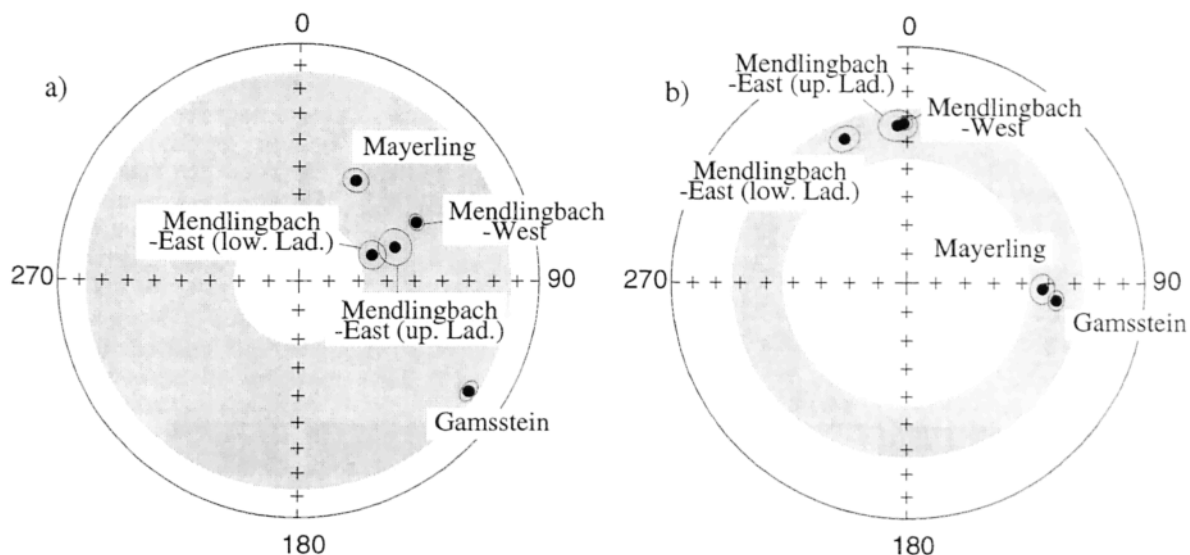 a)
0
Mayerling
Mendlingbach
-East (low. Lad.)
Mendlingbach
-West
270
90
Mendlingbach
-East (up. Lad.)
Gamsstein
180
b)
0
Mendlingbach
-East (up. Lad.)
Mendlingbach
-West
Mendlingbach
-East (low. Lad.)
Mayerling
270
90
Gamsstein
180